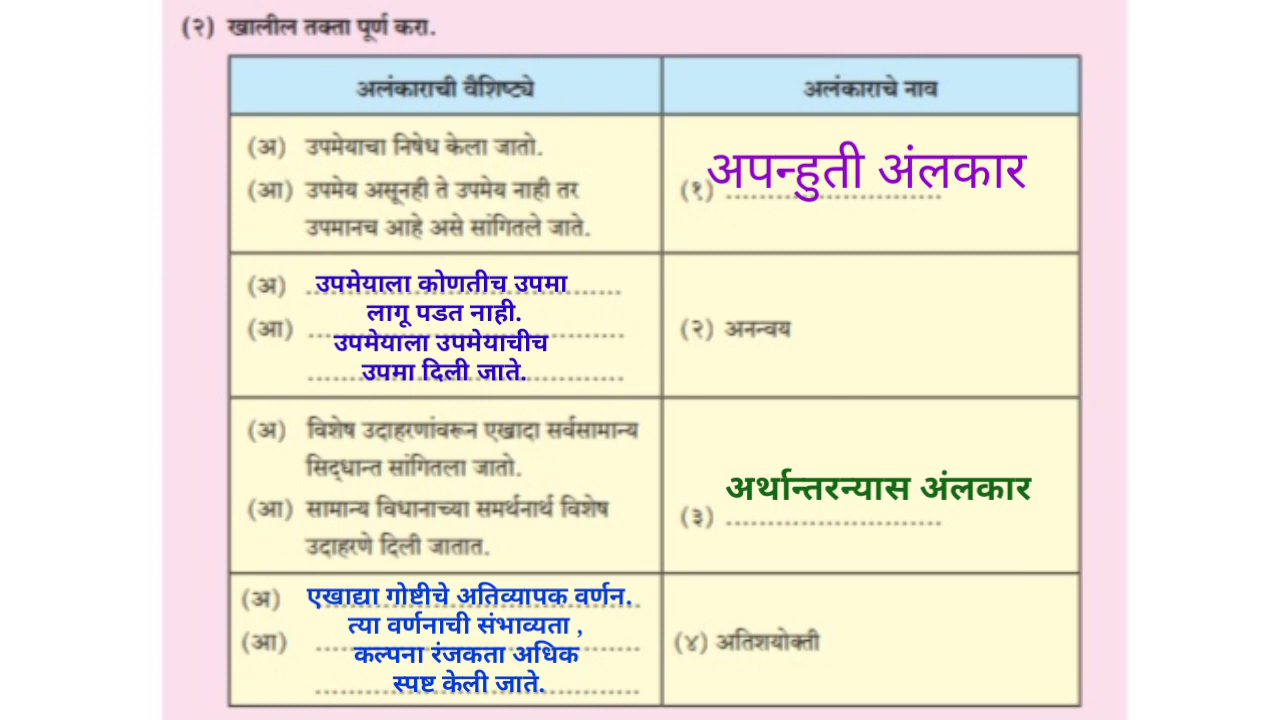 (२) खालील तक्ता पूर्ण करा.
अलंकाराची वैशिष्ट्ये
अलंकाराचे नाव
(अ) उपमेयाचा निषेध केला जातो.
(आ) उपमेय असूनही ते उपमेय नाही तर
उपमानच आहे असे सांगितले जाते.
(१) अपन्हुती अंलकार
(अ) उपमेयाला कोणतीच उपमा
लागू पडत नाही.
(आ) उपमेयाला उपमेयाचीच
उपमा दिली जाते.
(२) अनन्वय
(अ) विशेष उदाहरणांवरून एखादा सर्वसामान्य
सिद्धान्त सांगितला जातो.
(आ) सामान्य विधानाच्या समर्थनार्थ विशेष
उदाहरणे दिली जातात.
(३) अर्थान्तरन्यास अंलकार
(अ) एखाद्या गोष्टीचे अतिव्यापक वर्णन.
(आ) त्या वर्णनाची संभाव्यता ,
कल्पना रंजकता अधिक
स्पष्ट केली जाते.
(४) अतिशयोक्ती